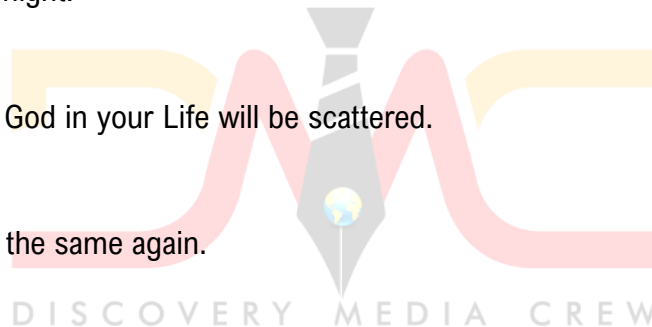 night.
God in your Life will be scattered.
the same again.
DISCOVERY MEDIA CREW